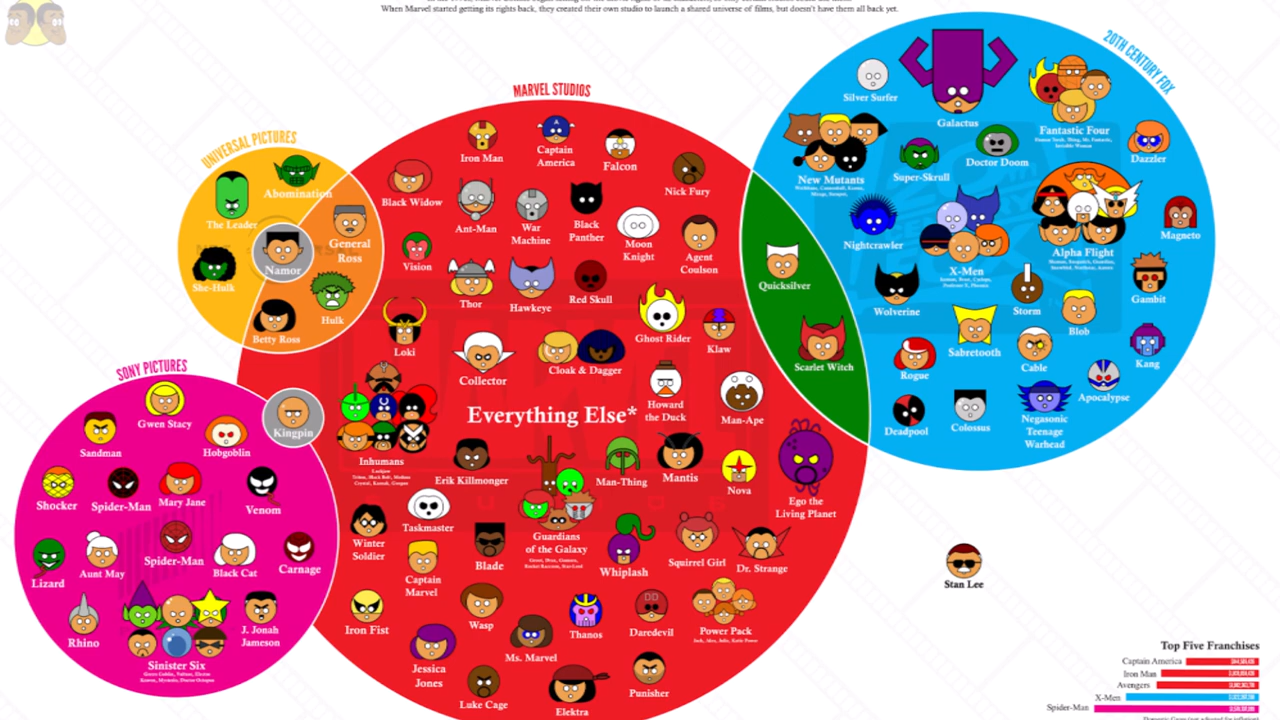 When Marvel started getting its rights back, they created their own studio to launch a shared universe of films, but doesn't have them all back yet.
20TH CENTURY FOX
Silver Surfer
Galactus
Fantastic Four
Human Torch, Thing, Mr. Fantastic,
Invisible Woman
New Mutants
Super-Skrull
Doctor Doom
Dazzler
Nightcrawler
X-Men
Alpha Flight
Magneto
Wolverine
Storm
Gambit
Sabretooth
Blob
Rogue
Cable
Kang
Deadpool
Colossus
Negasonic
Teenage
Warhead
Apocalypse
Quicksilver
Scarlet Witch
MARVEL STUDIOS
Iron Man
Captain
America
Falcon
Nick Fury
Black Widow
Ant-Man
War
Machine
Black
Panther
Moon
Knight
Agent
Coulson
Vision
Thor
Hawkeye
Red Skull
Loki
Ghost Rider
Klaw
Collector
Cloak & Dagger
Howard
the Duck
Man-Ape
Everything Else*
Inhumans
Erik Killmonger
Man-Thing
Mantis
Nova
Ego the
Living Planet
Taskmaster
Winter
Soldier
Blade
Guardians
of the Galaxy
Whiplash
Squirrel Girl
Dr. Strange
Captain
Marvel
Iron Fist
Wasp
Thanos
Daredevil
Power Pack
Jessica
Jones
Ms. Marvel
Luke Cage
Elektra
Punisher
UNIVERSAL PICTURES
Abomination
The Leader
General
Ross
Namor
She-Hulk
Hulk
Betty Ross
SONY PICTURES
Gwen Stacy
Kingpin
Sandman
Hobgoblin
Shocker
Spider-Man
Mary Jane
Venom
Lizard
Aunt May
Spider-Man
Black Cat
Carnage
Rhino
Sinister Six
J. Jonah
Jameson
Stan Lee
Top Five Franchises
Captain America
Iron Man
Avengers
X-Men
Spider-Man